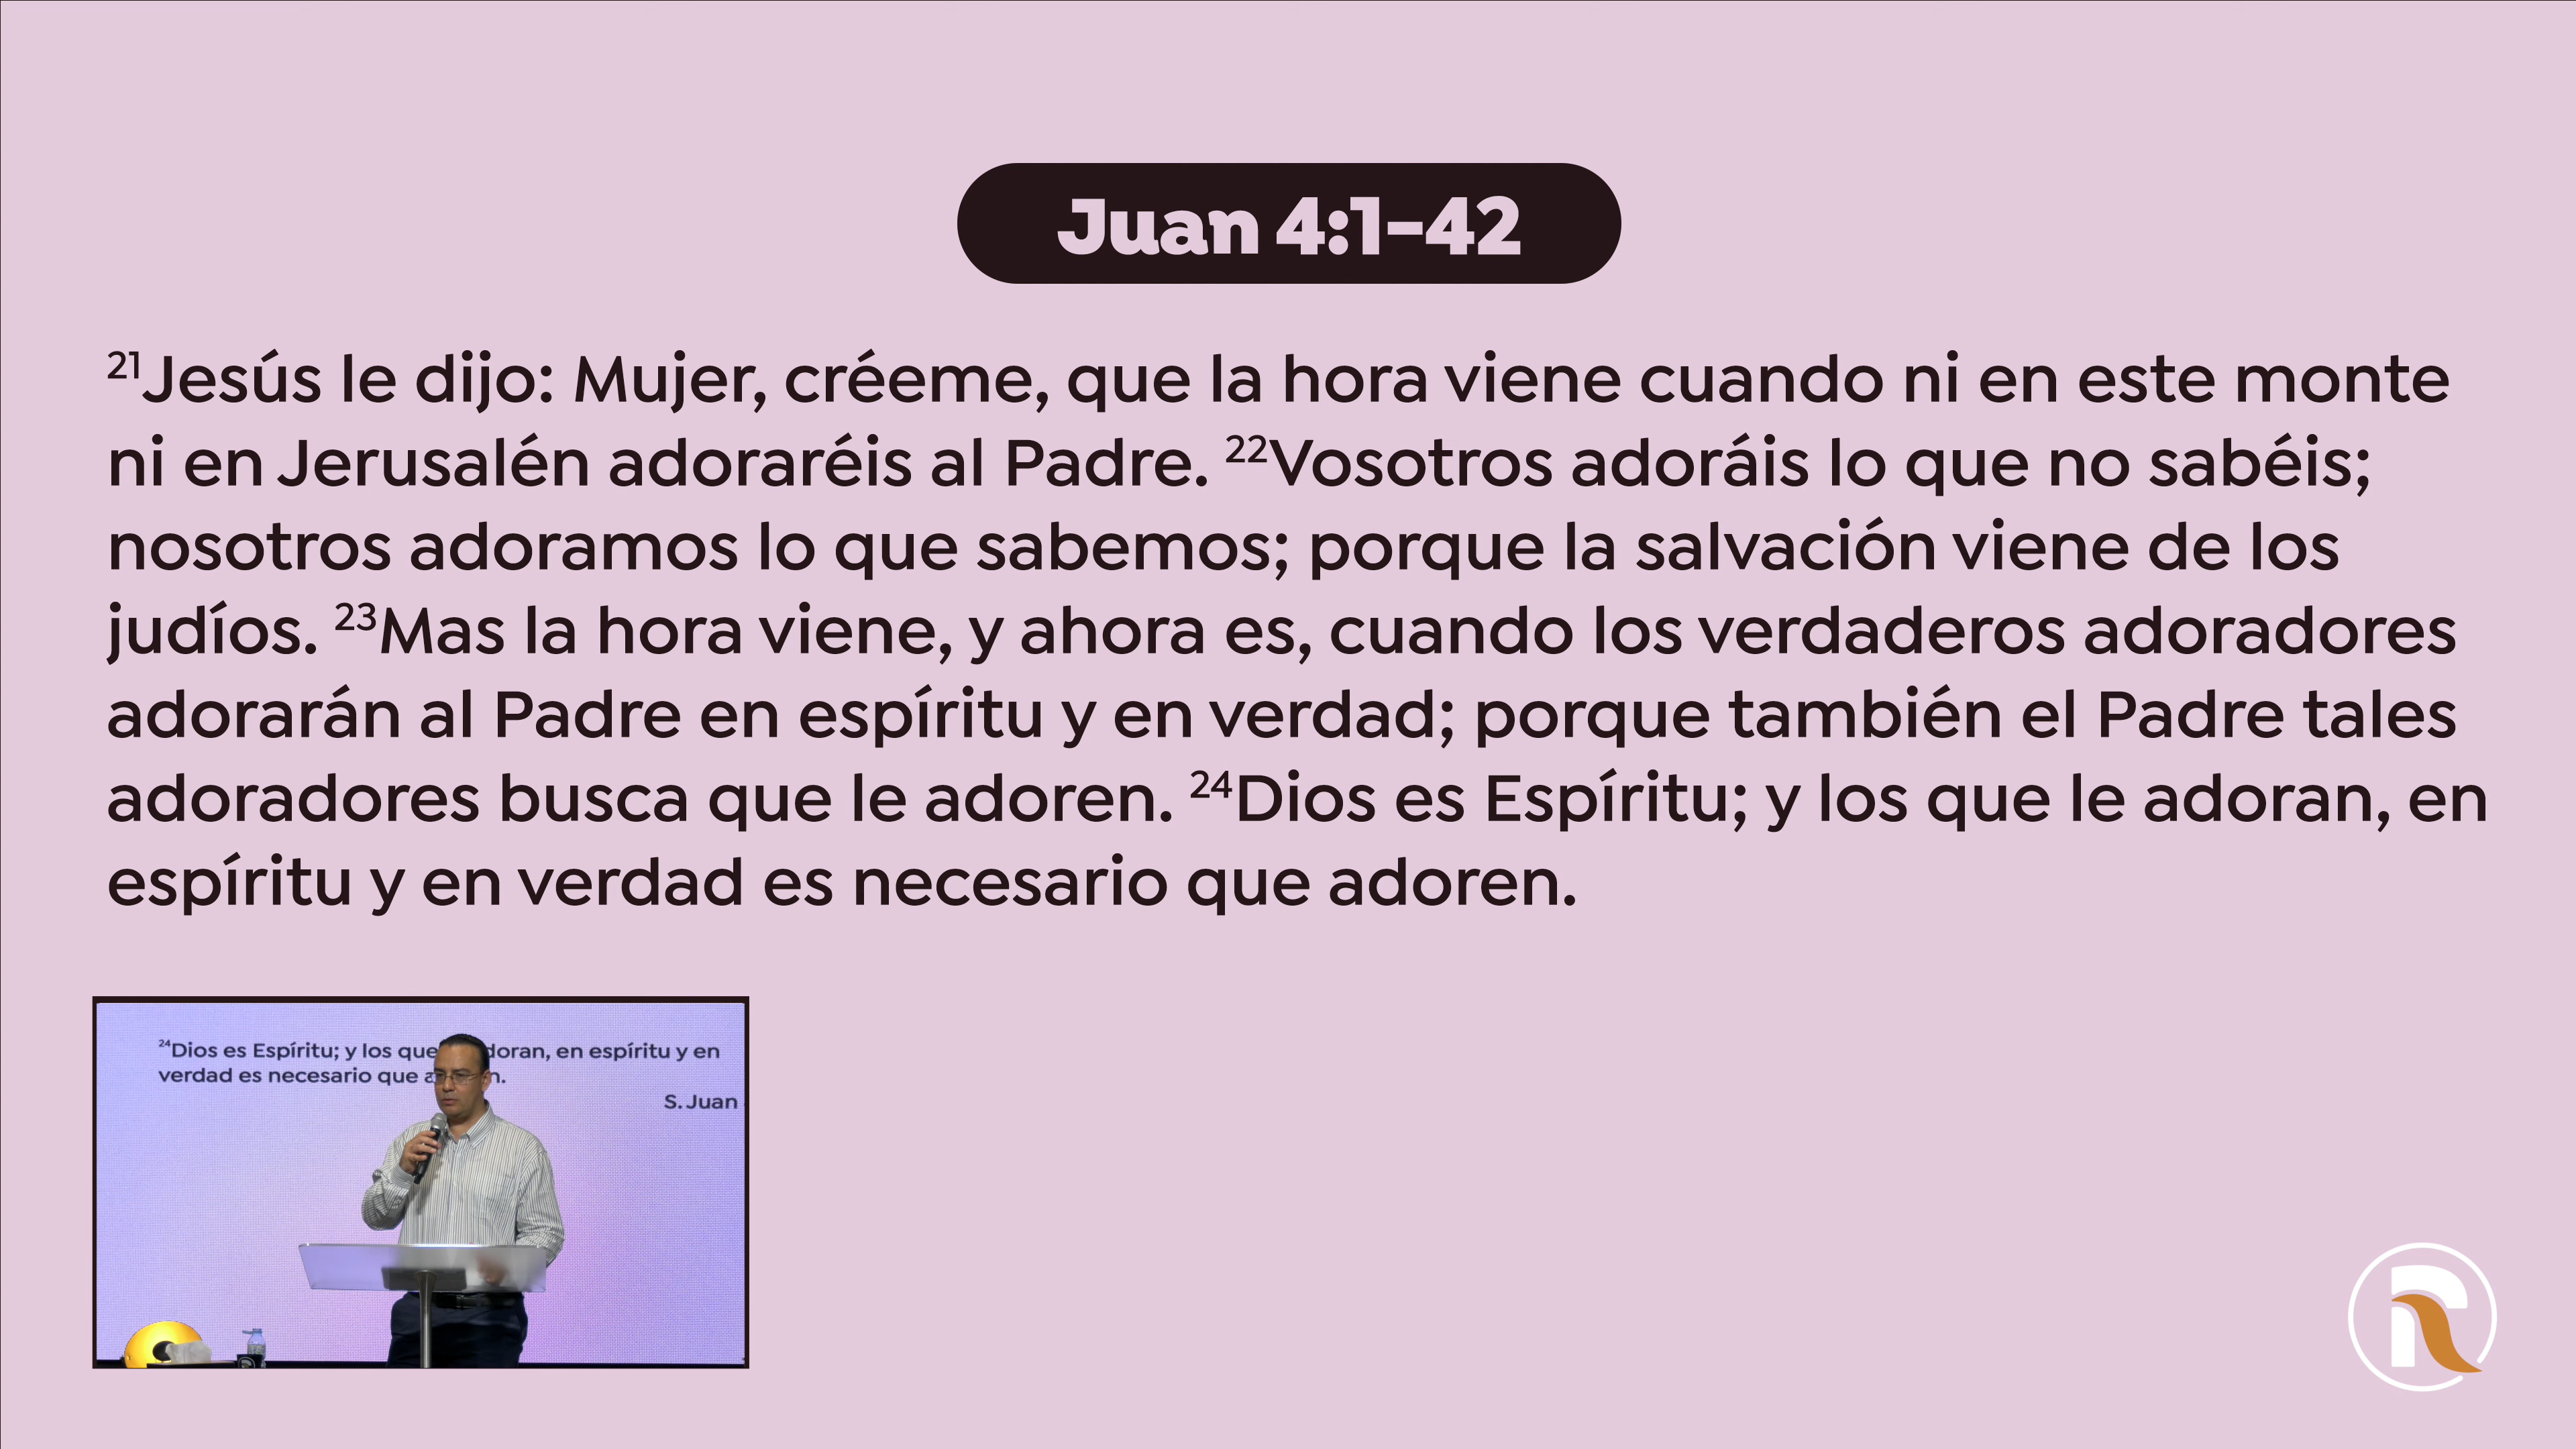 Juan 4:1-42
²¹Jesús le dijo: Mujer, créeme, que la hora viene cuando ni en este monte
ni en Jerusalén adoraréis al Padre. ²²Vosotros adoráis lo que no sabéis;
nosotros adoramos lo que sabemos; porque la salvación viene de los
judíos. ²³Mas la hora viene, y ahora es, cuando los verdaderos adoradores
adorarán al Padre en espíritu y en verdad; porque también el Padre tales
adoradores busca que le adoren. ²⁴Dios es Espíritu; y los que le adoran, en
espíritu y en verdad es necesario que adoren.
²⁴Dios es Espíritu; y los que doran, en espíritu y en
verdad es necesario que a n.
S. Juan
R